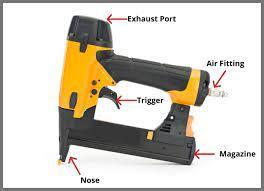 Exhaust Port
Air Fitting
Trigger
Magazine
Nose